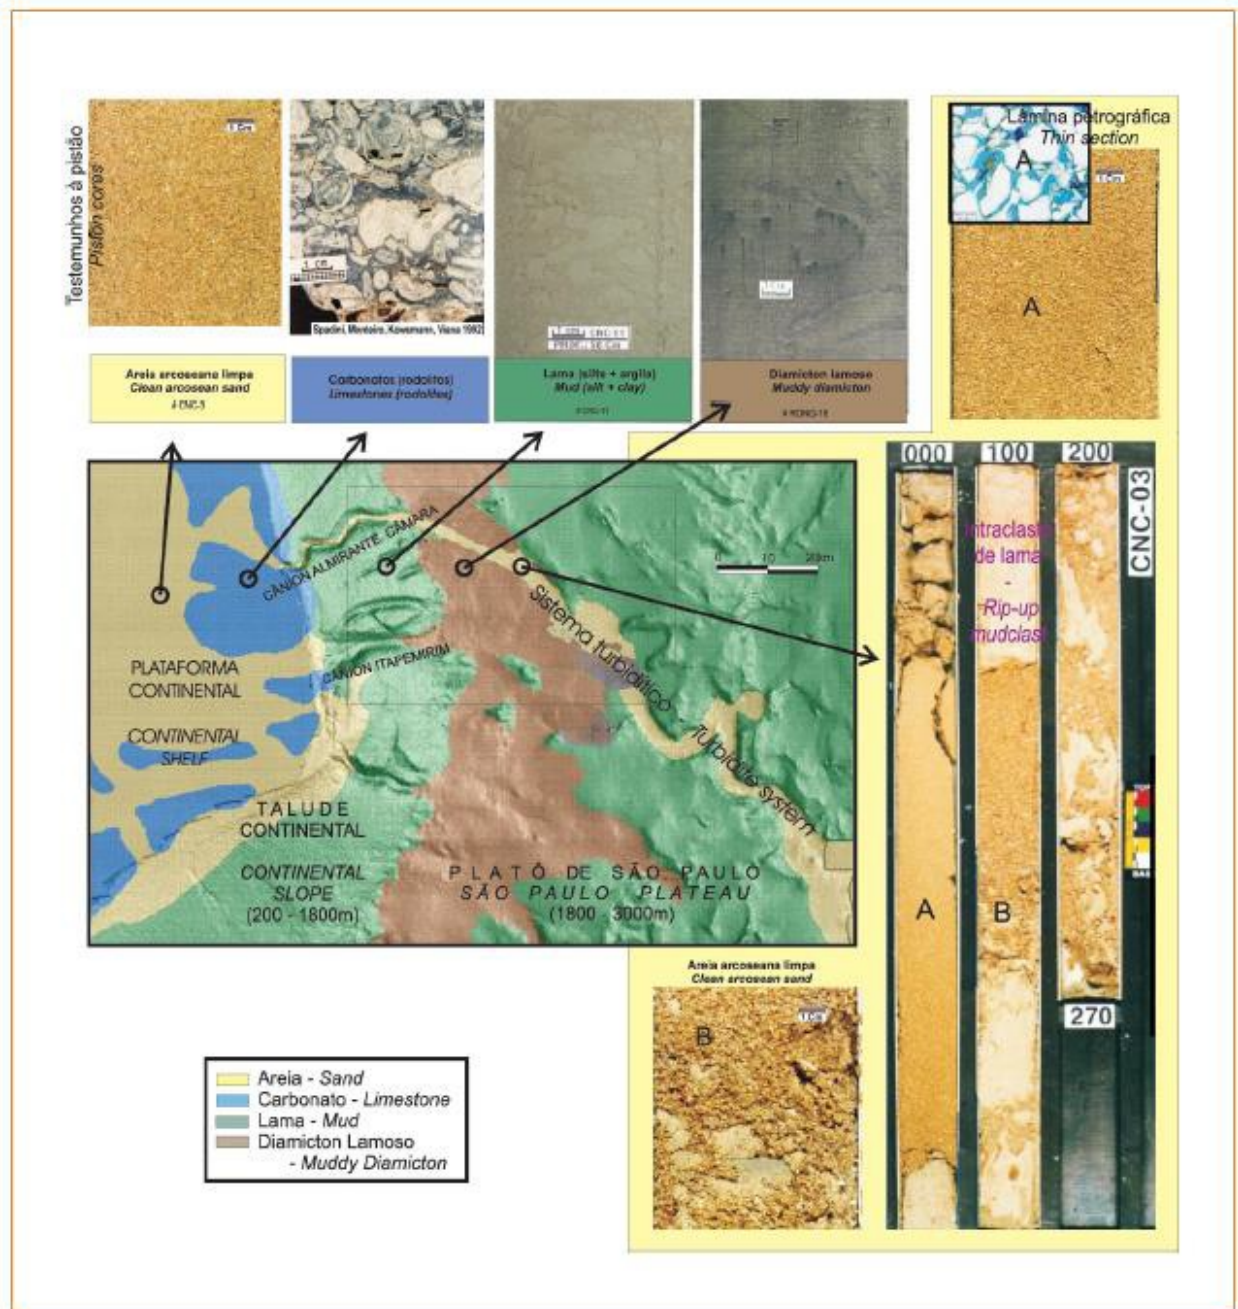 Testemunhos à pistão
Piston cores
1 Cm
1 CM
Spadini, Monteiro, Kowsmann, Viana 1992
Areia arcoseana limpa
Clean arcosean sand
Carbonatos (rodolitos)
Limestones (rodolites)
Lama (silte + argila)
Mud (silt + clay)
Diamicton lamoso
Muddy diamicton
Lâmina petrográfica
Thin section
A
1 Cm
A
CÂNION ALMIRANTE CÂMARA
CÂNION ITAPEMIRIM
0 10 20km
PLATAFORMA
CONTINENTAL
CONTINENTAL
SHELF
TALUDE
CONTINENTAL
CONTINENTAL
SLOPE
(200 - 1800m)
Sistema turbidítico - Turbidite system
PLATÔ DE SÃO PAULO
SÃO PAULO PLATEAU
(1800 - 3000m)
000
100
200
CNC-03
Intraclasto
de lama
-
Rip-up
mudclast
A
B
270
Areia arcoseana limpa
Clean arcosean sand
B
1 Cm
Areia - Sand
Carbonato - Limestone
Lama - Mud
Diamicton Lamoso
- Muddy Diamicton